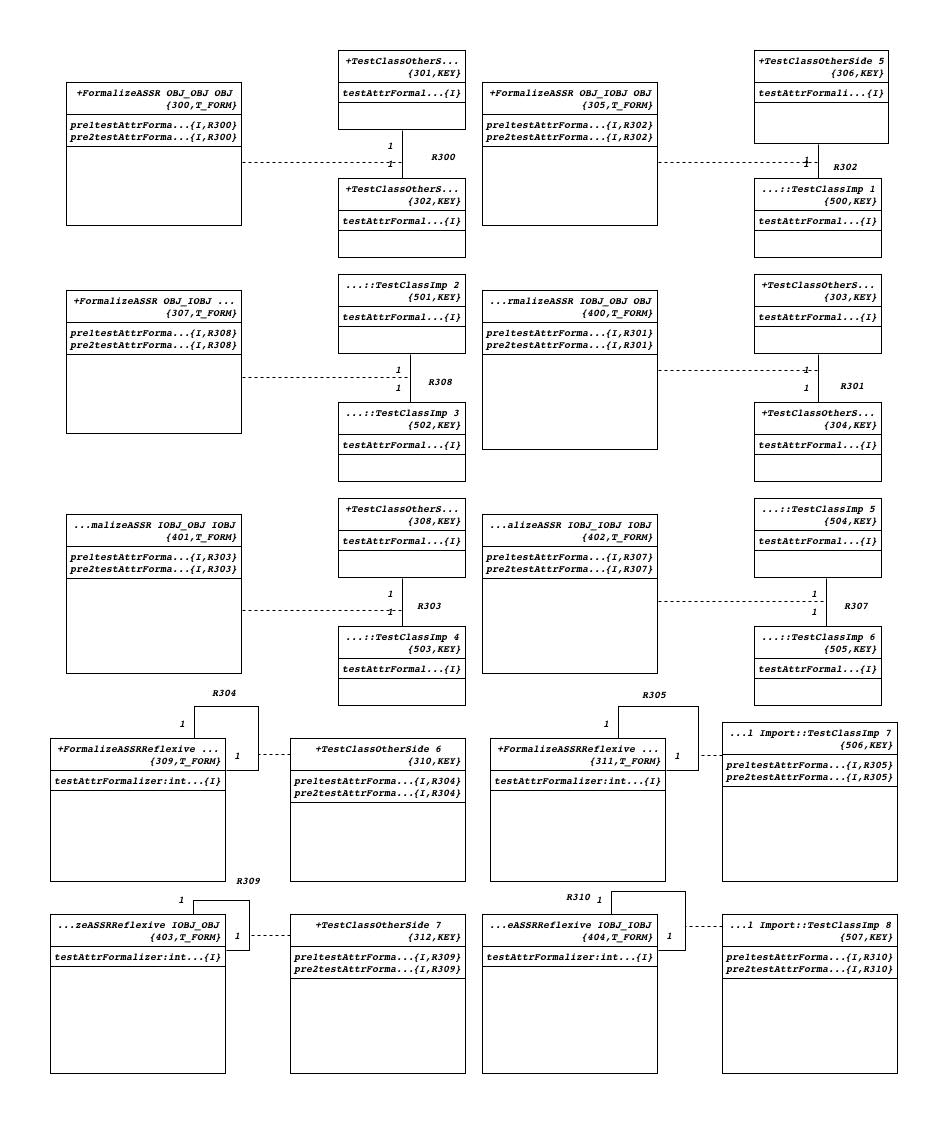 +FormalizeASSR OBJ_OBJ OBJ
{300,T_FORM}
pre1testAttrForma...{I,R300}
pre2testAttrForma...{I,R300}
+TestClassOtherS...
{301,KEY}
testAttrFormal...{I}
1
1
R300
+TestClassOtherS...
{302,KEY}
testAttrFormal...{I}
+FormalizeASSR OBJ_IOBJ OBJ
{305,T_FORM}
pre1testAttrForma...{I,R302}
pre2testAttrForma...{I,R302}
+TestClassOtherSide 5
{306,KEY}
testAttrFormali...{I}
1
1
R302
...::TestClassImp 1
{500,KEY}
testAttrFormal...{I}
+FormalizeASSR OBJ_IOBJ ...
{307,T_FORM}
pre1testAttrForma...{I,R308}
pre2testAttrForma...{I,R308}
...::TestClassImp 2
{501,KEY}
testAttrFormal...{I}
1
1
R308
...::TestClassImp 3
{502,KEY}
testAttrFormal...{I}
...rmalizeASSR IOBJ_OBJ OBJ
{400,T_FORM}
pre1testAttrForma...{I,R301}
pre2testAttrForma...{I,R301}
+TestClassOtherS...
{303,KEY}
testAttrFormal...{I}
1
1
R301
+TestClassOtherS...
{304,KEY}
testAttrFormal...{I}
...malizeASSR IOBJ_OBJ IOBJ
{401,T_FORM}
pre1testAttrForma...{I,R303}
pre2testAttrForma...{I,R303}
+TestClassOtherS...
{308,KEY}
testAttrFormal...{I}
1
1
R303
...::TestClassImp 4
{503,KEY}
testAttrFormal...{I}
...alizeASSR IOBJ_IOBJ IOBJ
{402,T_FORM}
pre1testAttrForma...{I,R307}
pre2testAttrForma...{I,R307}
...::TestClassImp 5
{504,KEY}
testAttrFormal...{I}
1
1
R307
...::TestClassImp 6
{505,KEY}
testAttrFormal...{I}
R304
1
1
+FormalizeASSRReflexive ...
{309,T_FORM}
testAttrFormalizer:int...{I}
+TestClassOtherSide 6
{310,KEY}
pre1testAttrForma...{I,R304}
pre2testAttrForma...{I,R304}
R305
1
1
+FormalizeASSRReflexive ...
{311,T_FORM}
testAttrFormalizer:int...{I}
...l Import::TestClassImp 7
{506,KEY}
pre1testAttrForma...{I,R305}
pre2testAttrForma...{I,R305}
R309
1
1
...zeASSRReflexive IOBJ_OBJ
{403,T_FORM}
testAttrFormalizer:int...{I}
+TestClassOtherSide 7
{312,KEY}
pre1testAttrForma...{I,R309}
pre2testAttrForma...{I,R309}
R310
1
1
...eASSRReflexive IOBJ_IOBJ
{404,T_FORM}
testAttrFormalizer:int...{I}
...l Import::TestClassImp 8
{507,KEY}
pre1testAttrForma...{I,R310}
pre2testAttrForma...{I,R310}